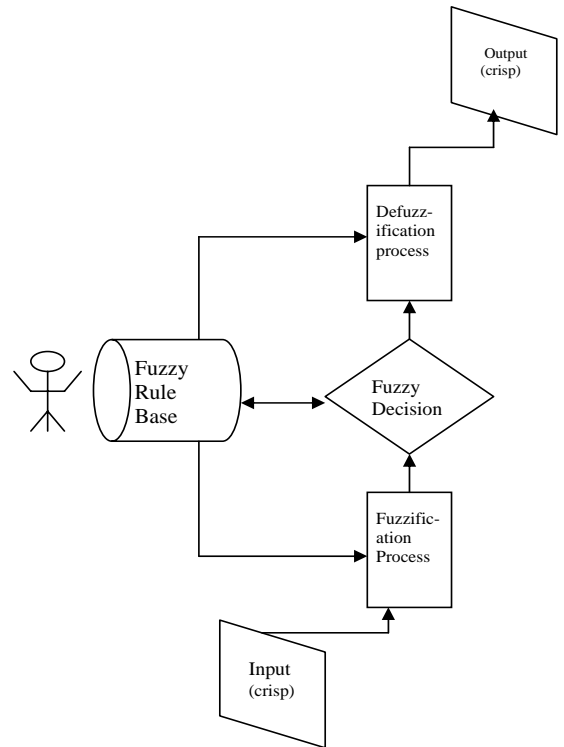 Output
(crisp)
Defuzz-
ification
process
Fuzzy
Rule
Base
Fuzzy
Decision
Fuzzific-
ation
Process
Input
(crisp)